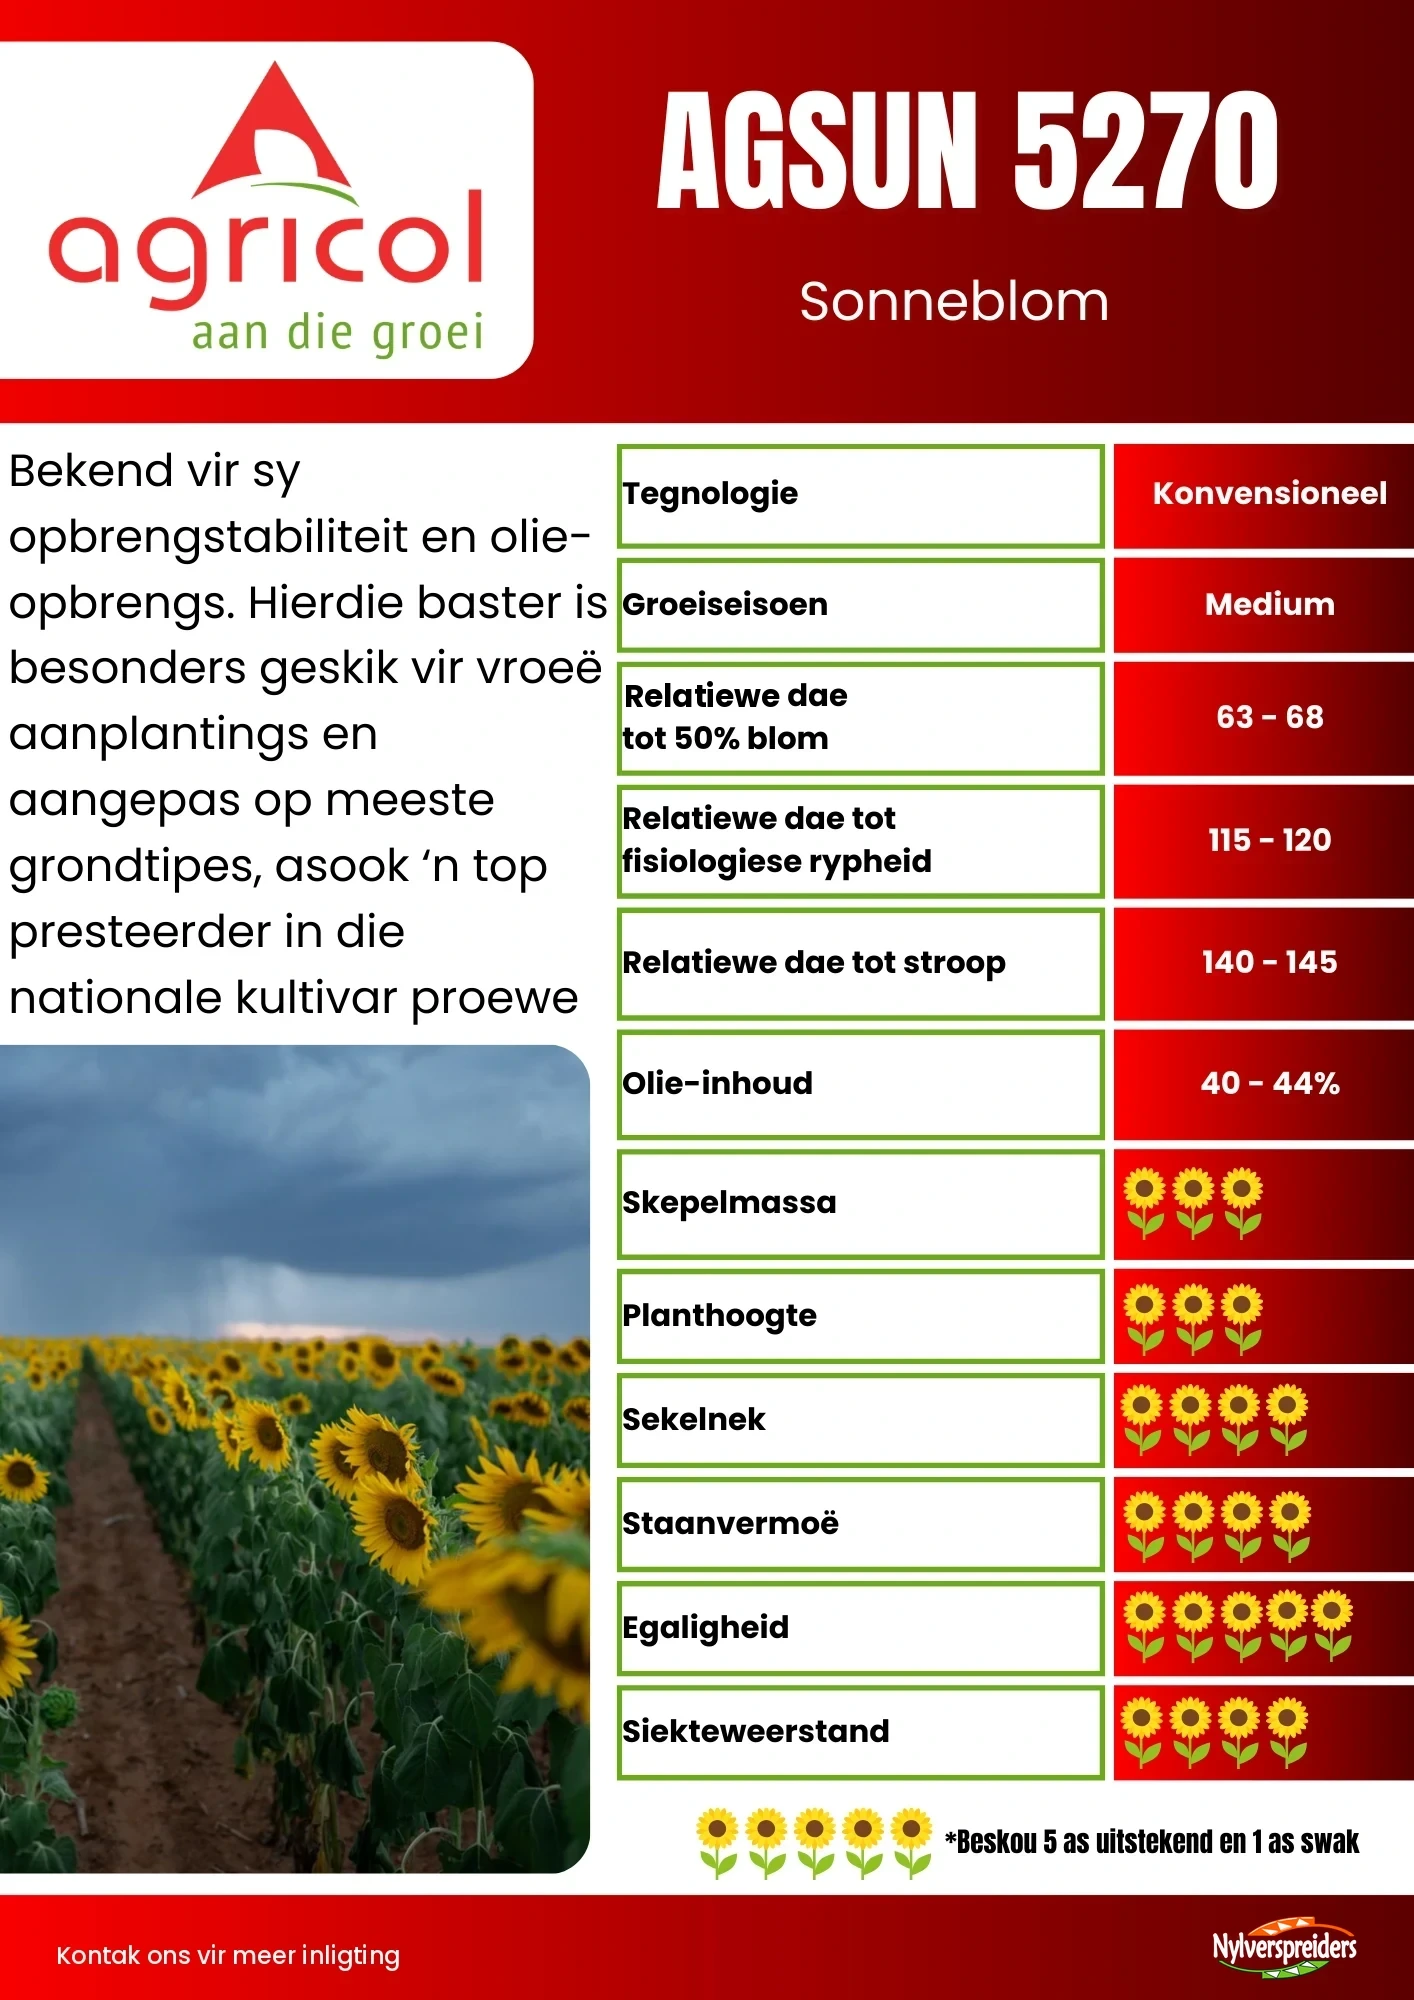 agricol
aan die groei
AGSUN 5270
Sonneblom
Bekend vir sy
opbrengstabiliteit en olie-
opbrengs. Hierdie baster is
besonders geskik vir vroeë
aanplantings en
aangepas op meeste
grondtipes, asook ‘n top
presteerder in die
nationale kultivar proewe
Tegnologie
Konvensioneel
Groeiseisoen
Medium
Relatiewe dae
tot 50% blom
63 - 68
Relatiewe dae tot
fisiologiese rypheid
115 - 120
Relatiewe dae tot stroop
140 - 145
Olie-inhoud
40 - 44%
Skepelmassa
Planthoogte
Sekelnek
Staanvermoë
Egaligheid
Siekteweerstand
*Beskou 5 as uitstekend en 1 as swak
Kontak ons vir meer inligting
Nylverspreiders